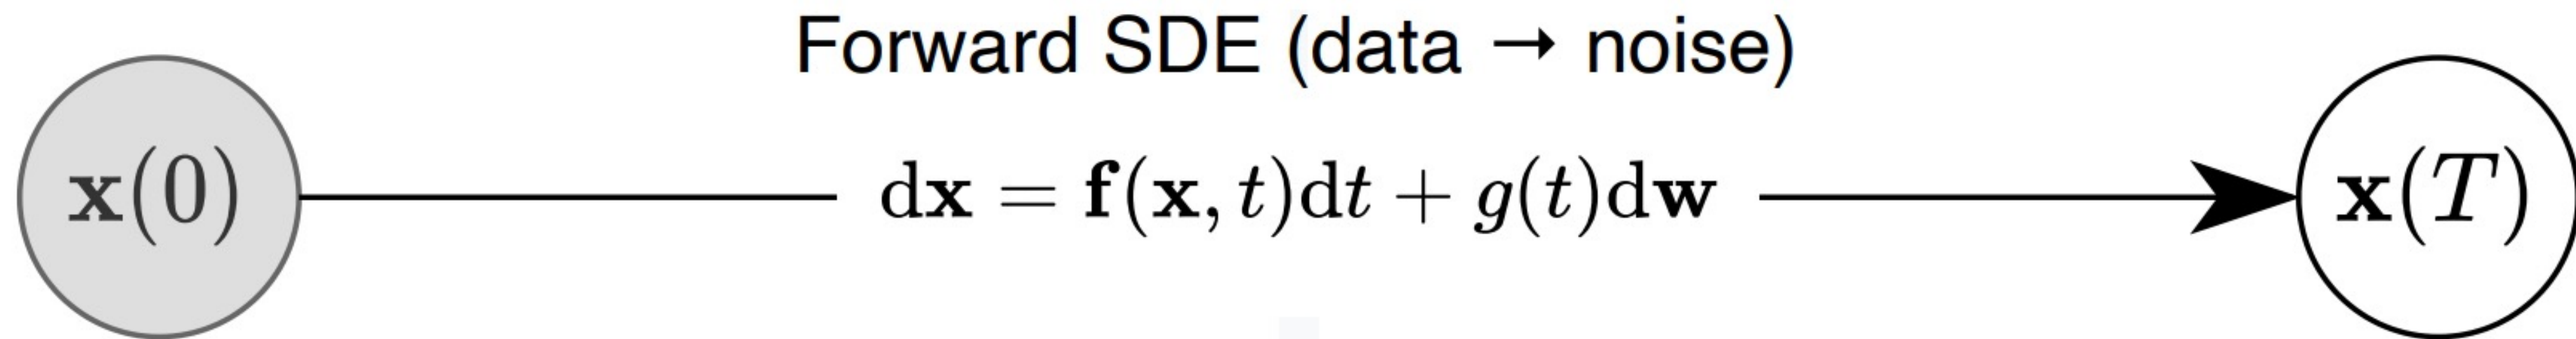 Forward SDE (data → noise)
x(0) dx = f(x, t)dt + g(t)dw x(T)